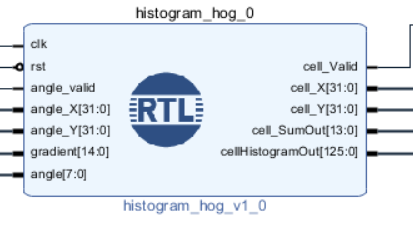 histogram_hog_0
clk
rst
angle_valid
angle_X[31:0]
angle_Y[31:0]
gradient[14:0]
angle[7:0]
RTL
cell_Valid
cell_X[31:0]
cell_Y[31:0]
cell_SumOut[13:0]
cellHistogramOut[125:0]
histogram_hog_v1_0